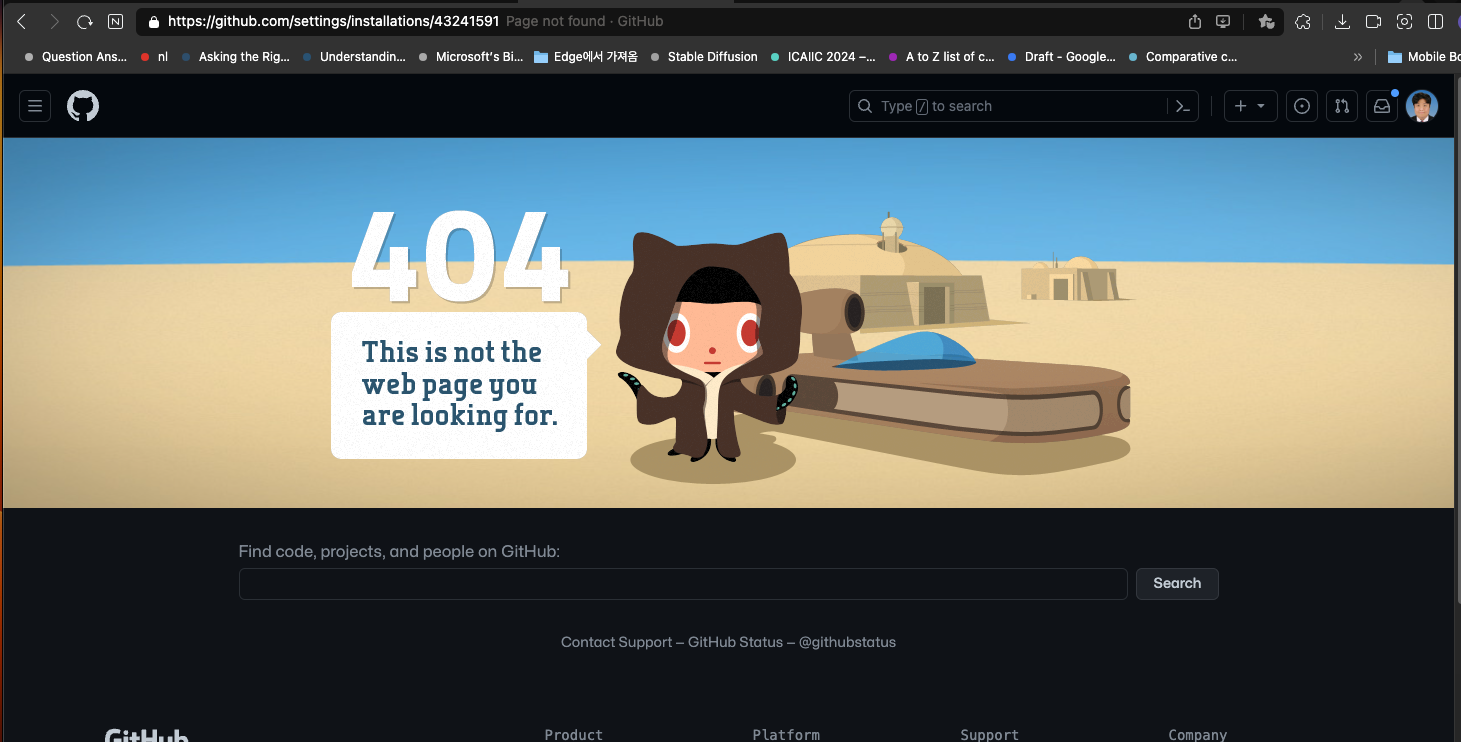 https://github.com/settings/installations/43241591 Page not found · GitHub
Question Ans... nl Asking the Rig... Understandin... Microsoft's Bi... Edge에서 가져옴 Stable Diffusion ICAIIC 2024 –... A to Z list of c... Draft - Google... Comparative c... » Mobile Bo
Type / to search
404
This is not the
web page you
are looking for.
Find code, projects, and people on GitHub:
Search
Contact Support — GitHub Status — @githubstatus
GitHub Product Platform Support Company